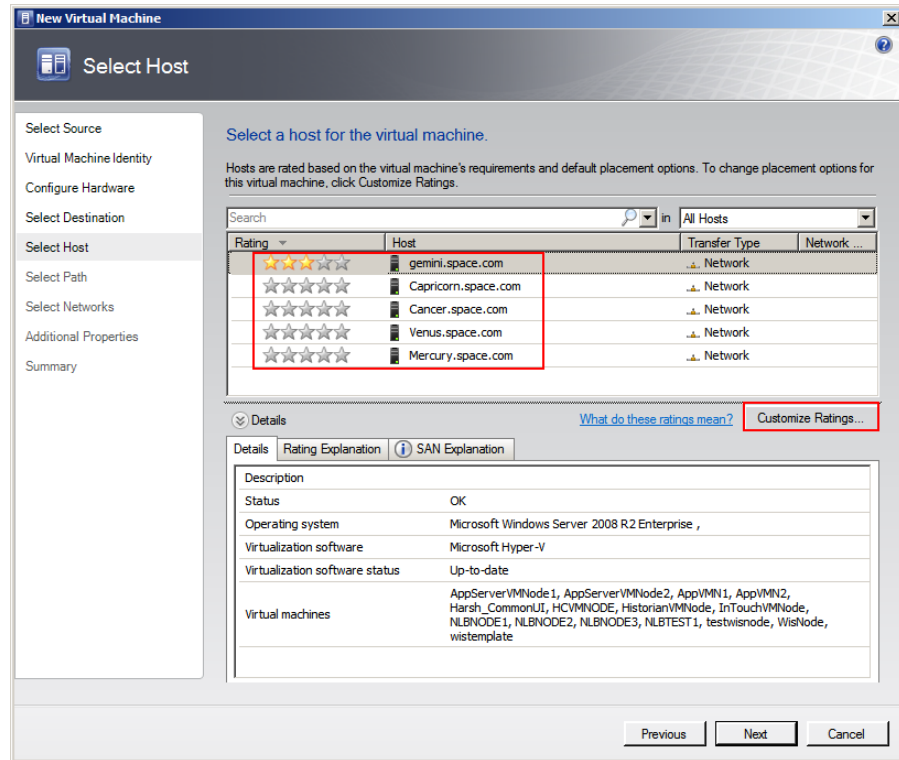 New Virtual Machine
Select Host
Select Source
Virtual Machine Identity
Configure Hardware
Select Destination
Select Host
Select Path
Select Networks
Additional Properties
Summary
Select a host for the virtual machine.
Hosts are rated based on the virtual machine's requirements and default placement options. To change placement options for
this virtual machine, click Customize Ratings.
Search in All Hosts
Rating Host Transfer Type Network ...
gemini.space.com Network
Capricorn.space.com Network
Cancer.space.com Network
Venus.space.com Network
Mercury.space.com Network
Details What do these ratings mean? Customize Ratings...
Details Rating Explanation SAN Explanation
Description
Status OK
Operating system Microsoft Windows Server 2008 R2 Enterprise ,
Virtualization software Microsoft Hyper-V
Virtualization software status Up-to-date
Virtual machines AppServerVMNode1, AppServerVMNode2, AppVMN1, AppVMN2,
Harsh_CommonUI, HCVMNODE, HistorianVMNode, InTouchVMNode,
NLBNODE1, NLBNODE2, NLBNODE3, NLBTEST1, testwisnode, WisNode,
wistemplate
Previous Next Cancel